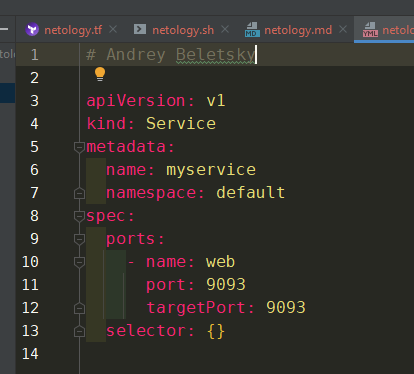 netology.tf netology.sh netology.md
1 # Andrey Beletsky
2
3 apiVersion: v1
4 kind: Service
5 metadata:
6 name: myservice
7 namespace: default
8 spec:
9 ports:
10 - name: web
11 port: 9093
12 targetPort: 9093
13 selector: {}
14